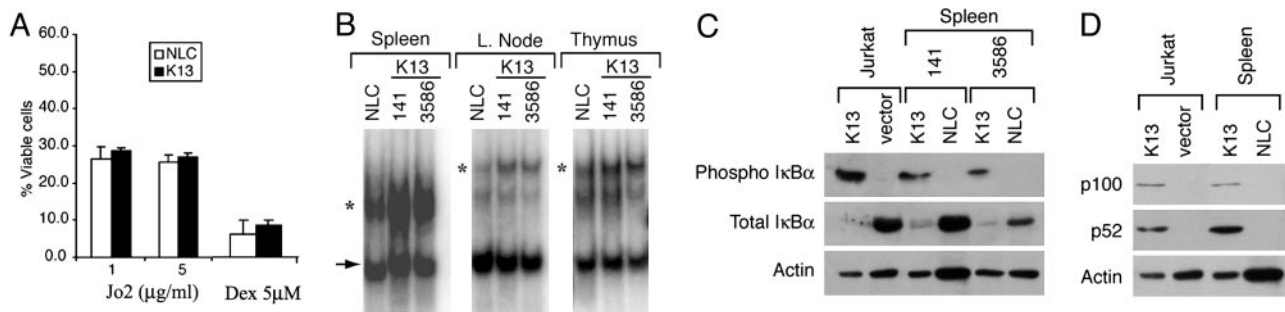 A
60.0
50.0
40.0
30.0
20.0
10.0
0.0
% Viable cells
NLC
K13
1 5
Jo2 (μg/ml) Dex 5μM
B
Spleen L. Node Thymus
K13 K13 K13
NLC 141 3586 NLC 141 3586 NLC 141 3586
* * *
C
Spleen
Jurkat 141 3586
K13 vector K13 NLC K13 NLC
Phospho IκBα
Total IκBα
Actin
D
Jurkat Spleen
K13 vector K13 NLC
p100
p52
Actin